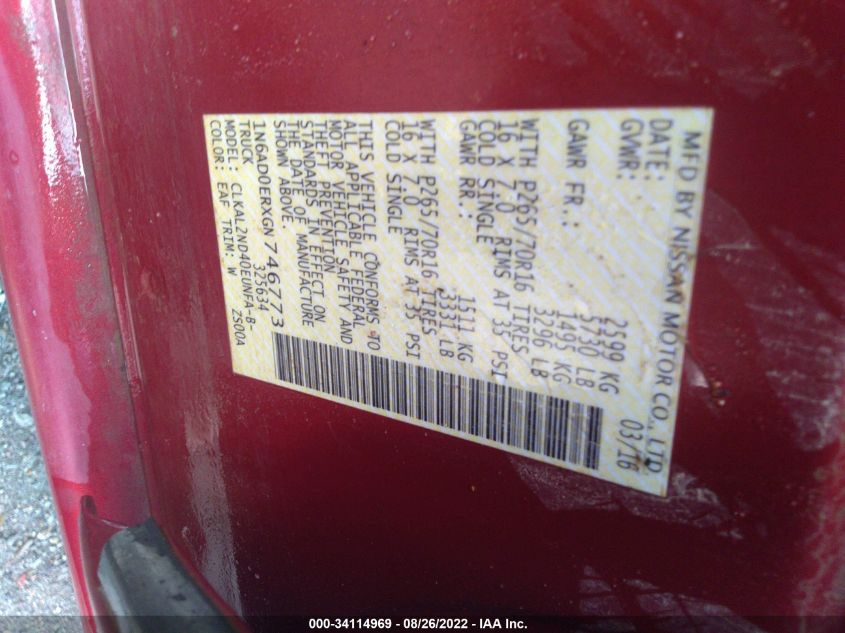 MFD BY NISSAN MOTOR CO., LTD
DATE: 03/16
GVWR: 2599 KG
5730 LB
GAWR FR.: 1495 KG
3296 LB
WITH P265/70R16 TIRES
16 X 7.0 RIMS AT 35 PSI
COLD SINGLE
GAWR RR.: 1511 KG
3331 LB
WITH P265/70R16 TIRES
16 X 7.0 RIMS AT 35 PSI
COLD SINGLE
THIS VEHICLE CONFORMS TO
ALL APPLICABLE FEDERAL
MOTOR VEHICLE SAFETY AND
THEFT PREVENTION
STANDARDS IN EFFECT ON
THE DATE OF MANUFACTURE
SHOWN ABOVE.
1N6AD0ERXGN746773
TRUCK 325634
MODEL: CLKAL2ND40EUNFA-B-
COLOR: EAF TRIM: W ZS00A
000-34114969 - 08/26/2022 - IAA Inc.